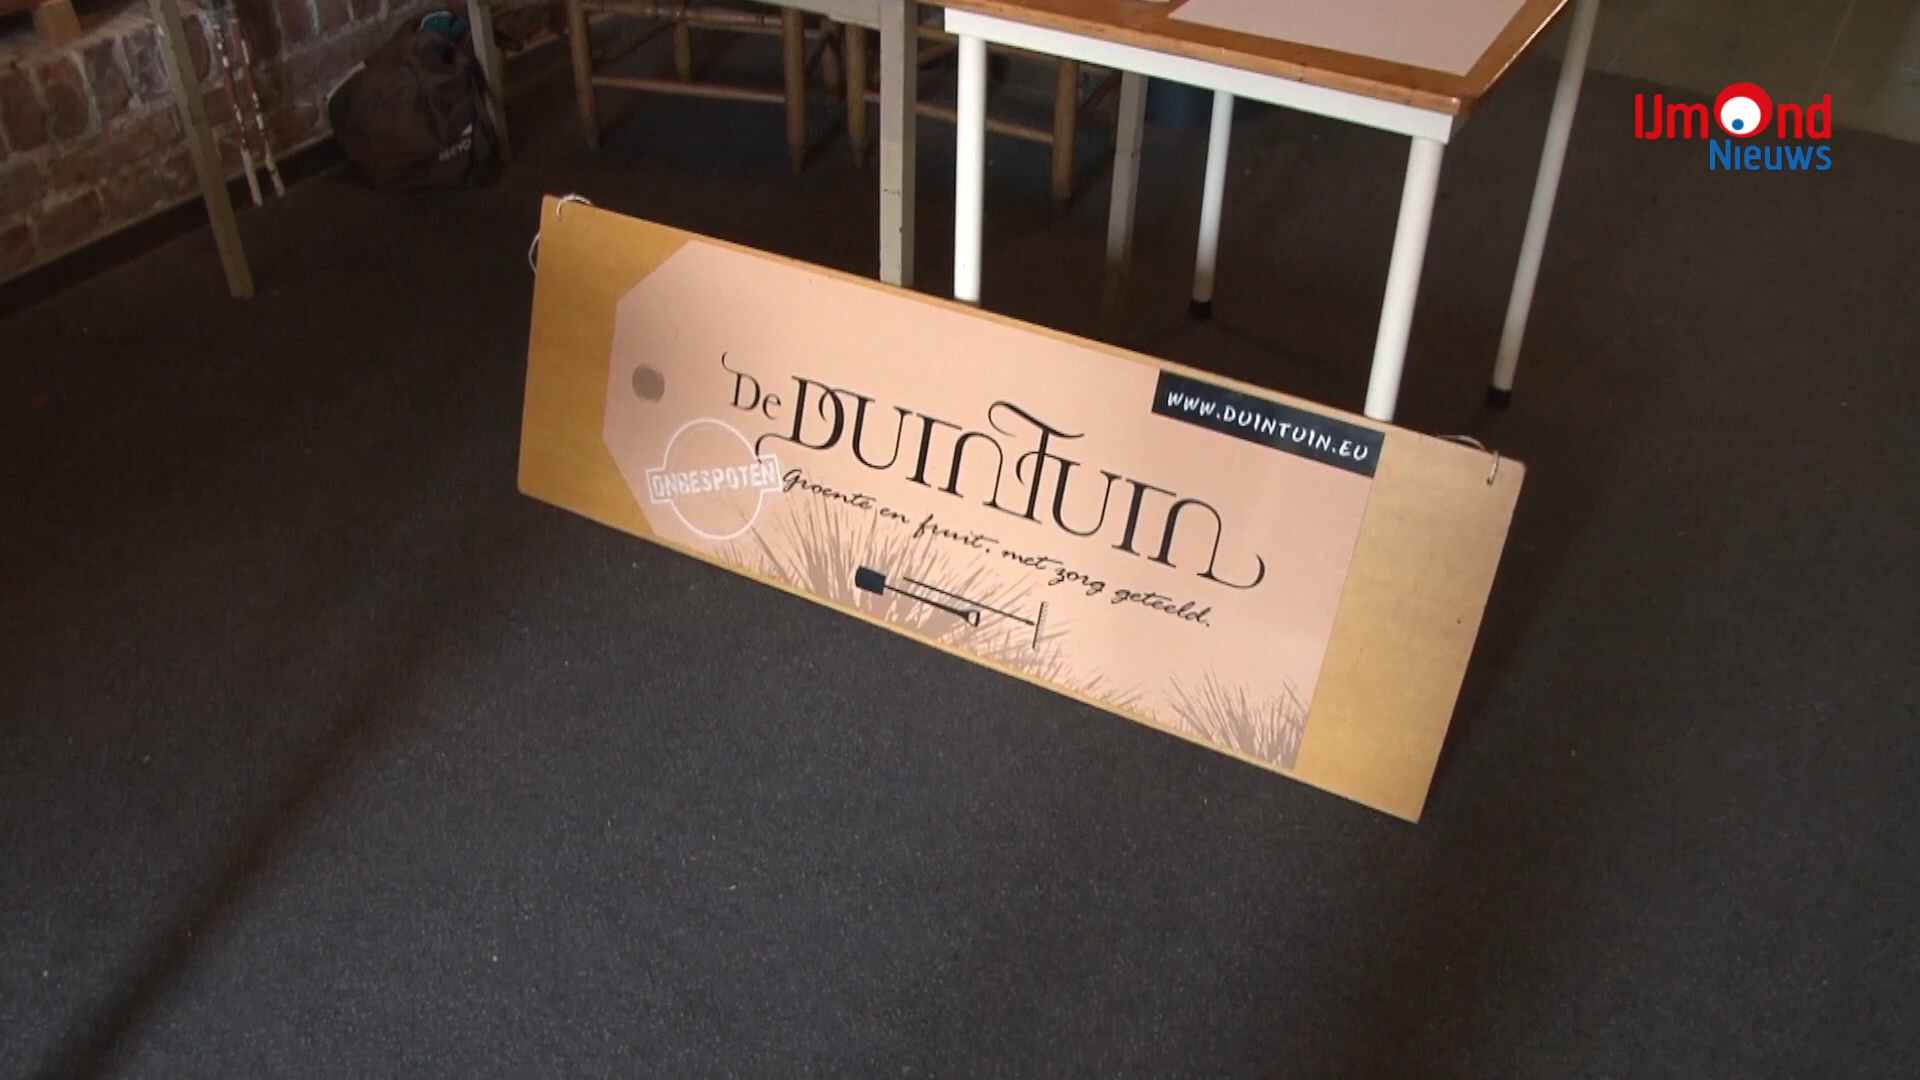 IJmOnd
Nieuws
De DUINTUIN
www.DUINTUIN.EU
ONBESPOTEN
Groente en fruit, met zorg geteeld.